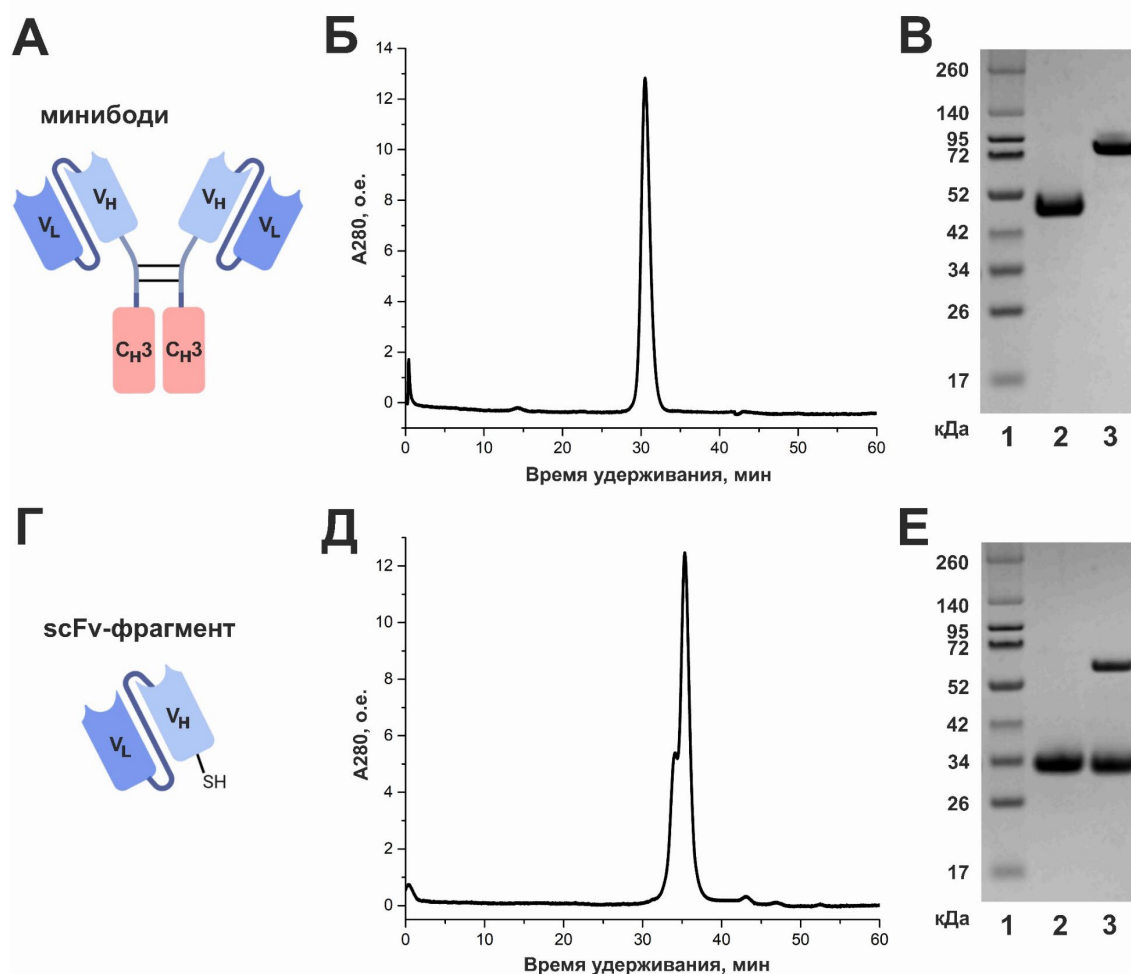 А
минибоди
VL
VH
VH
VL
CH3
CH3
Б
A280, о.е.
14
12
10
8
6
4
2
0
0 10 20 30 40 50 60
Время удерживания, мин
В
260
140
95
72
52
42
34
26
17
кДа 1 2 3
Г
scFv-фрагмент
VL
VH
SH
Д
A280, о.е.
12
10
8
6
4
2
0
0 10 20 30 40 50 60
Время удерживания, мин
Е
260
140
95
72
52
42
34
26
17
кДа 1 2 3